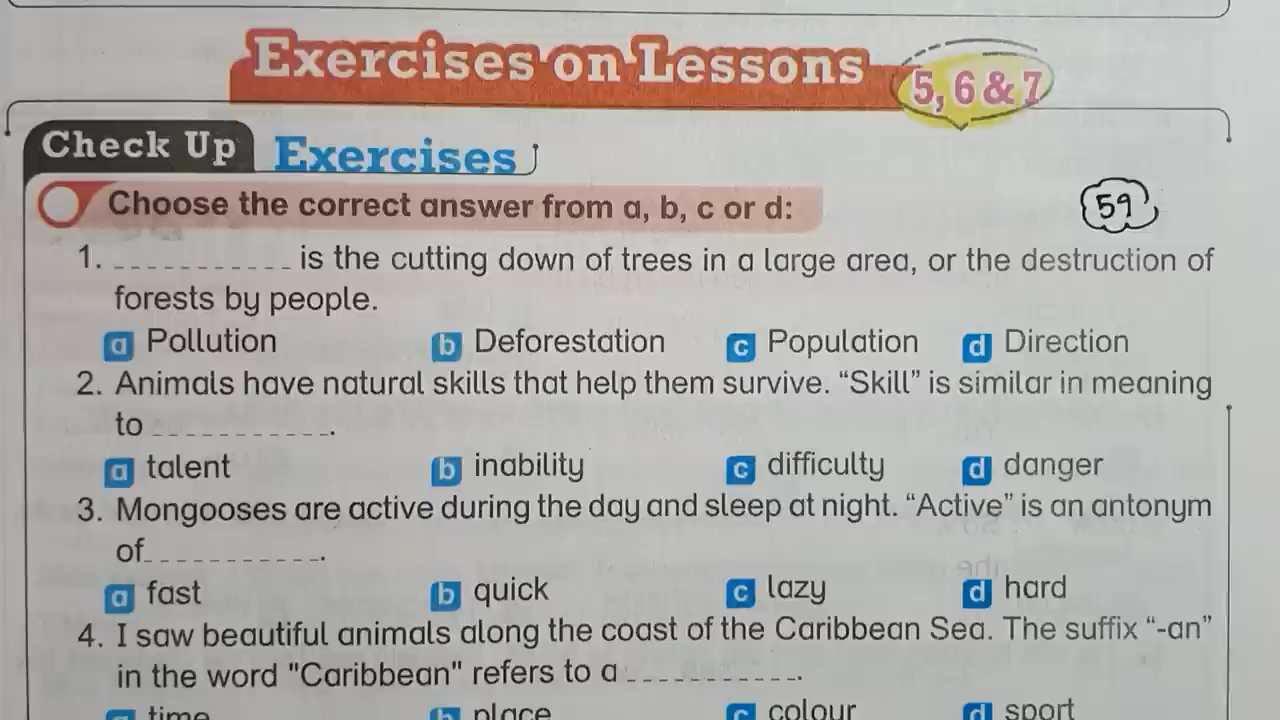 Exercises on Lessons 5, 6 & 7
Check Up Exercises
Choose the correct answer from a, b, c or d:
59
1. ___________ is the cutting down of trees in a large area, or the destruction of
forests by people.
a Pollution b Deforestation c Population d Direction
2. Animals have natural skills that help them survive. “Skill” is similar in meaning
to ___________.
a talent b inability c difficulty d danger
3. Mongooses are active during the day and sleep at night. “Active” is an antonym
of___________.
a fast b quick c lazy d hard
4. I saw beautiful animals along the coast of the Caribbean Sea. The suffix “-an”
in the word "Caribbean" refers to a ___________.
a time b place c colour d sport